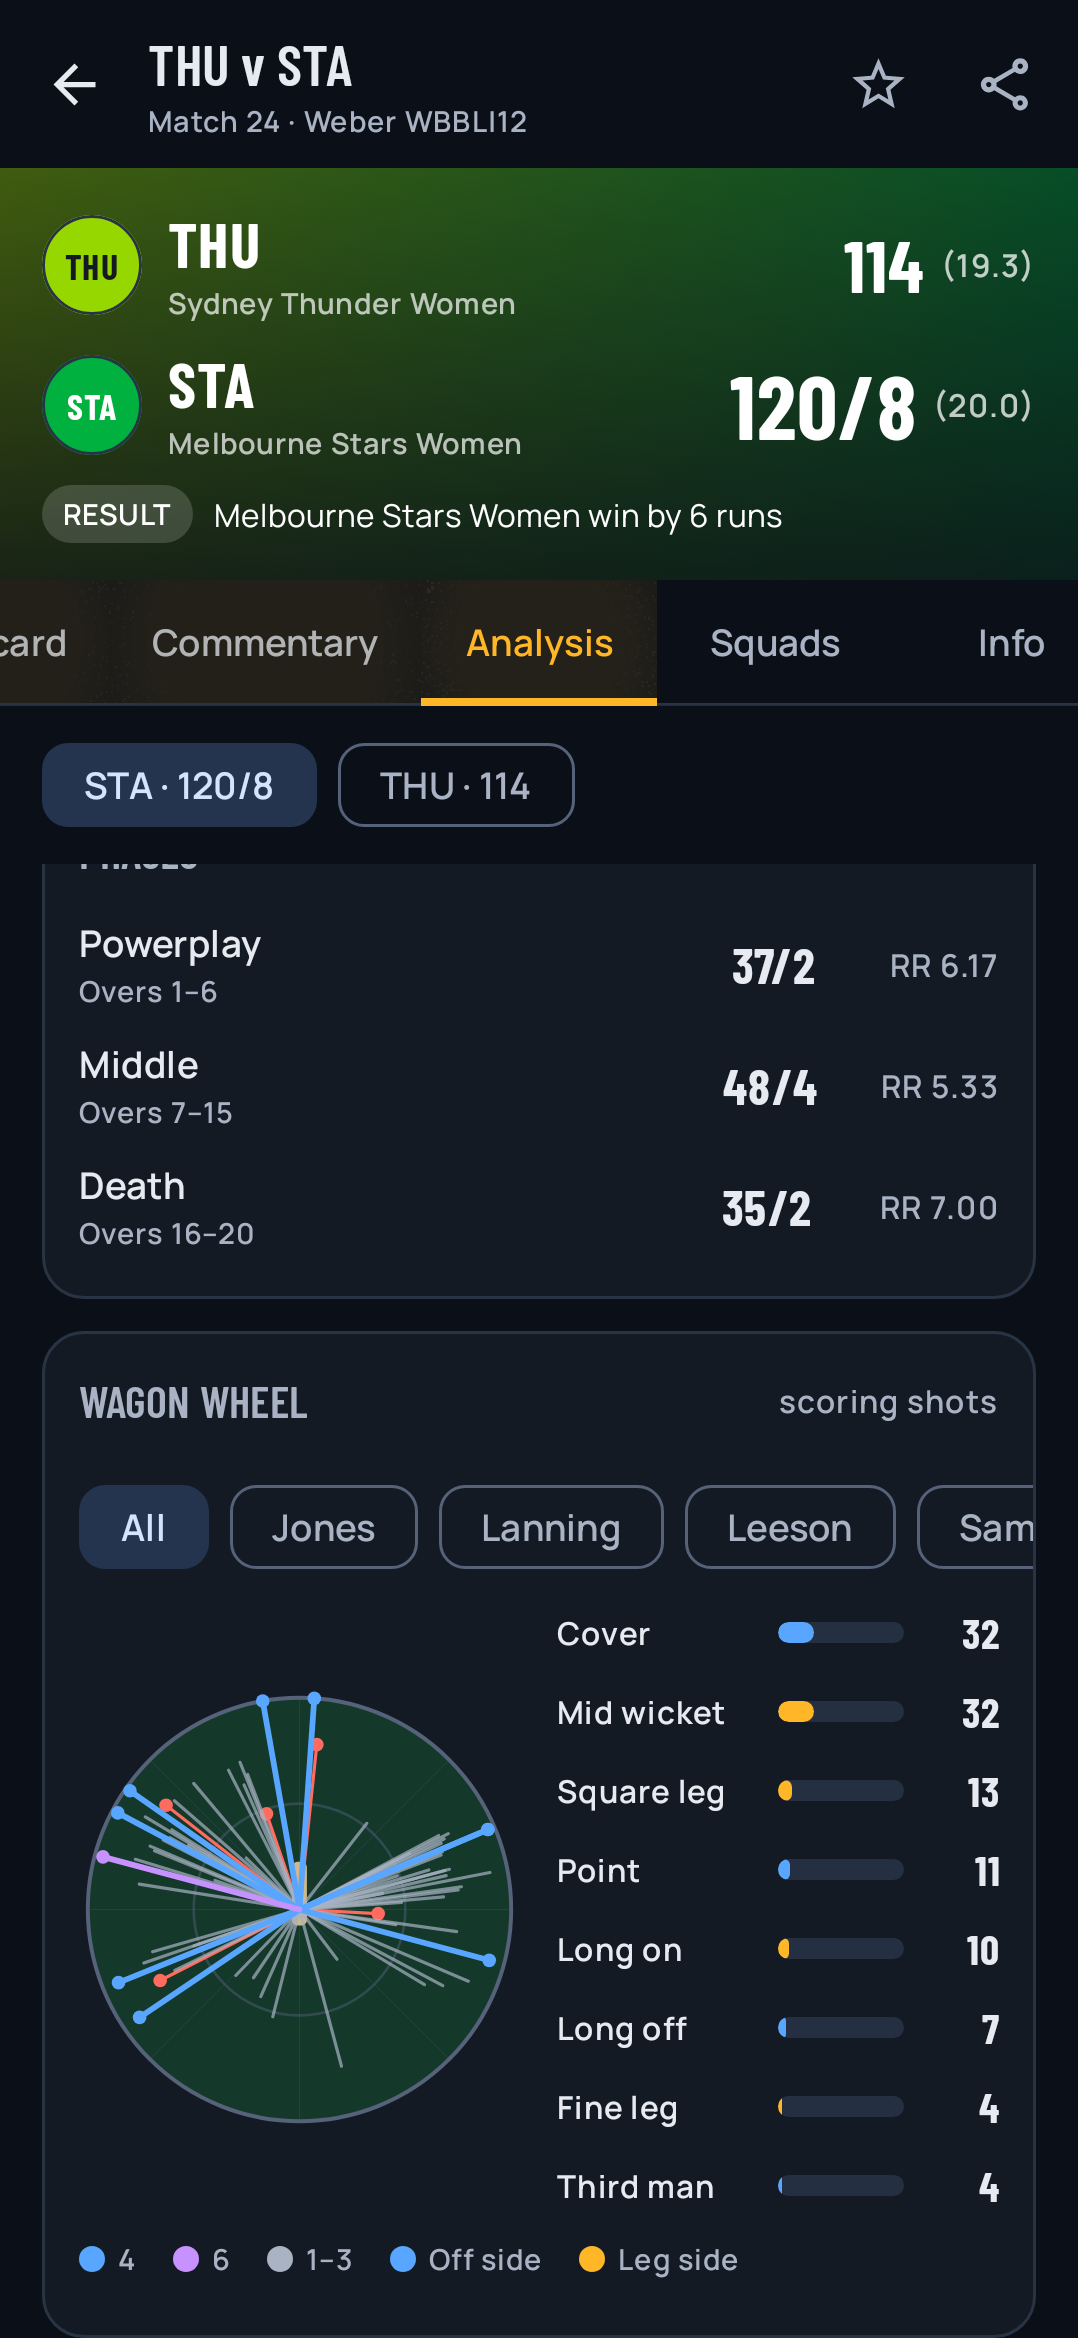 THU v STA
Match 24 · Weber WBBL|12
THU
THU
114 (19.3)
Sydney Thunder Women
STA
STA
120/8 (20.0)
Melbourne Stars Women
RESULT Melbourne Stars Women win by 6 runs
card Commentary Analysis Squads Info
STA · 120/8 THU · 114
Powerplay
37/2 RR 6.17
Overs 1–6
Middle
48/4 RR 5.33
Overs 7–15
Death
35/2 RR 7.00
Overs 16–20
WAGON WHEEL scoring shots
All Jones Lanning Leeson Sam
Cover 32
Mid wicket 32
Square leg 13
Point 11
Long on 10
Long off 7
Fine leg 4
Third man 4
4 6 1–3 Off side Leg side